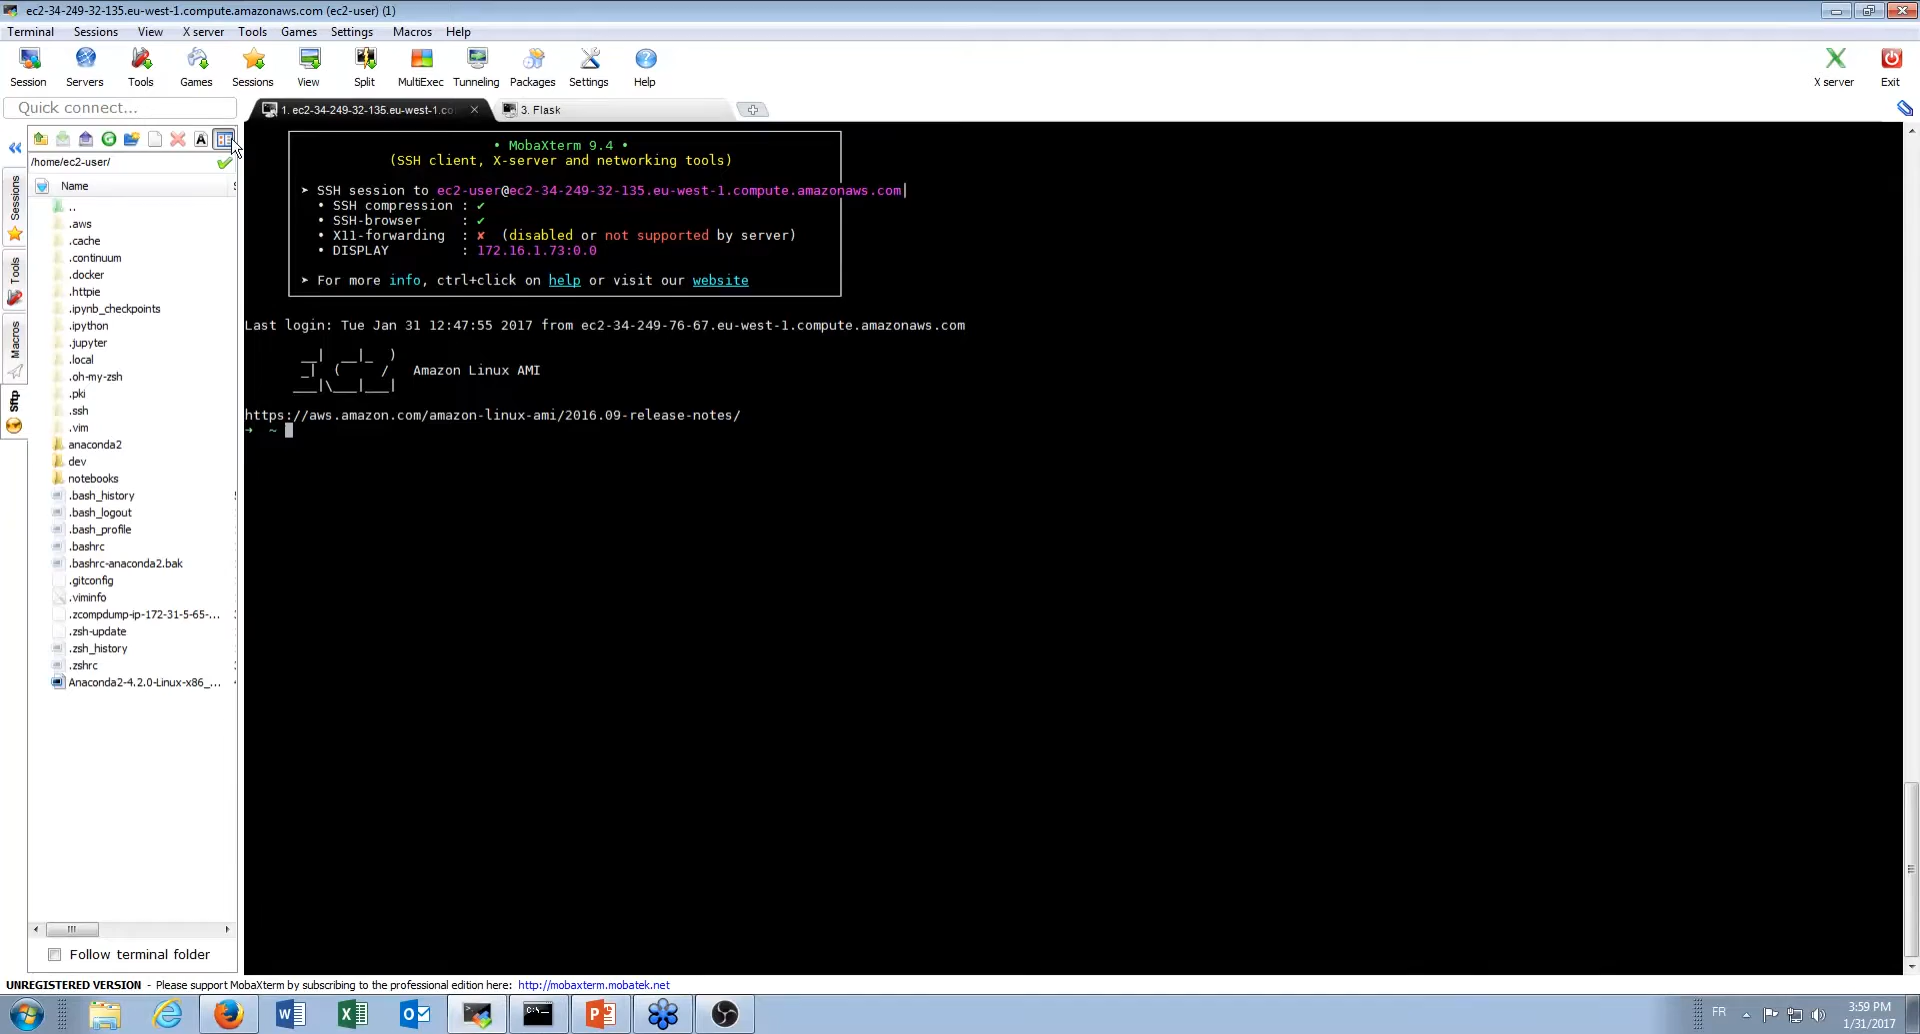 ec2-34-249-32-135.eu-west-1.compute.amazonaws.com (ec2-user) (1)
Terminal Sessions View X server Tools Games Settings Macros Help
Session Servers Tools Games Sessions View Split MultiExec Tunneling Packages Settings Help X server Exit
Quick connect...
1. ec2-34-249-32-135.eu-west-1.co
3. Flask
/home/ec2-user/
Name
..
.aws
.cache
.continuum
.docker
.httpie
.ipynb_checkpoints
.ipython
.jupyter
.local
.oh-my-zsh
.pki
.ssh
.vim
anaconda2
dev
notebooks
.bash_history
.bash_logout
.bash_profile
.bashrc
.bashrc-anaconda2.bak
.gitconfig
.viminfo
.zcompdump-ip-172-31-5-65-...
.zsh-update
.zsh_history
.zshrc
Anaconda2-4.2.0-Linux-x86_...
Follow terminal folder
Sessions
Tools
Macros
Sftp
• MobaXterm 9.4 •
(SSH client, X-server and networking tools)
➤ SSH session to ec2-user@ec2-34-249-32-135.eu-west-1.compute.amazonaws.com
• SSH compression : ✔
• SSH-browser : ✔
• X11-forwarding : ✘ (disabled or not supported by server)
• DISPLAY : 172.16.1.73:0.0
➤ For more info, ctrl+click on help or visit our website
Last login: Tue Jan 31 12:47:55 2017 from ec2-34-249-76-67.eu-west-1.compute.amazonaws.com
__| __|_ )
_| ( / Amazon Linux AMI
___|\___|___|
https://aws.amazon.com/amazon-linux-ami/2016.09-release-notes/
➜ ~
UNREGISTERED VERSION - Please support MobaXterm by subscribing to the professional edition here: http://mobaxterm.mobatek.net
FR
3:59 PM
1/31/2017